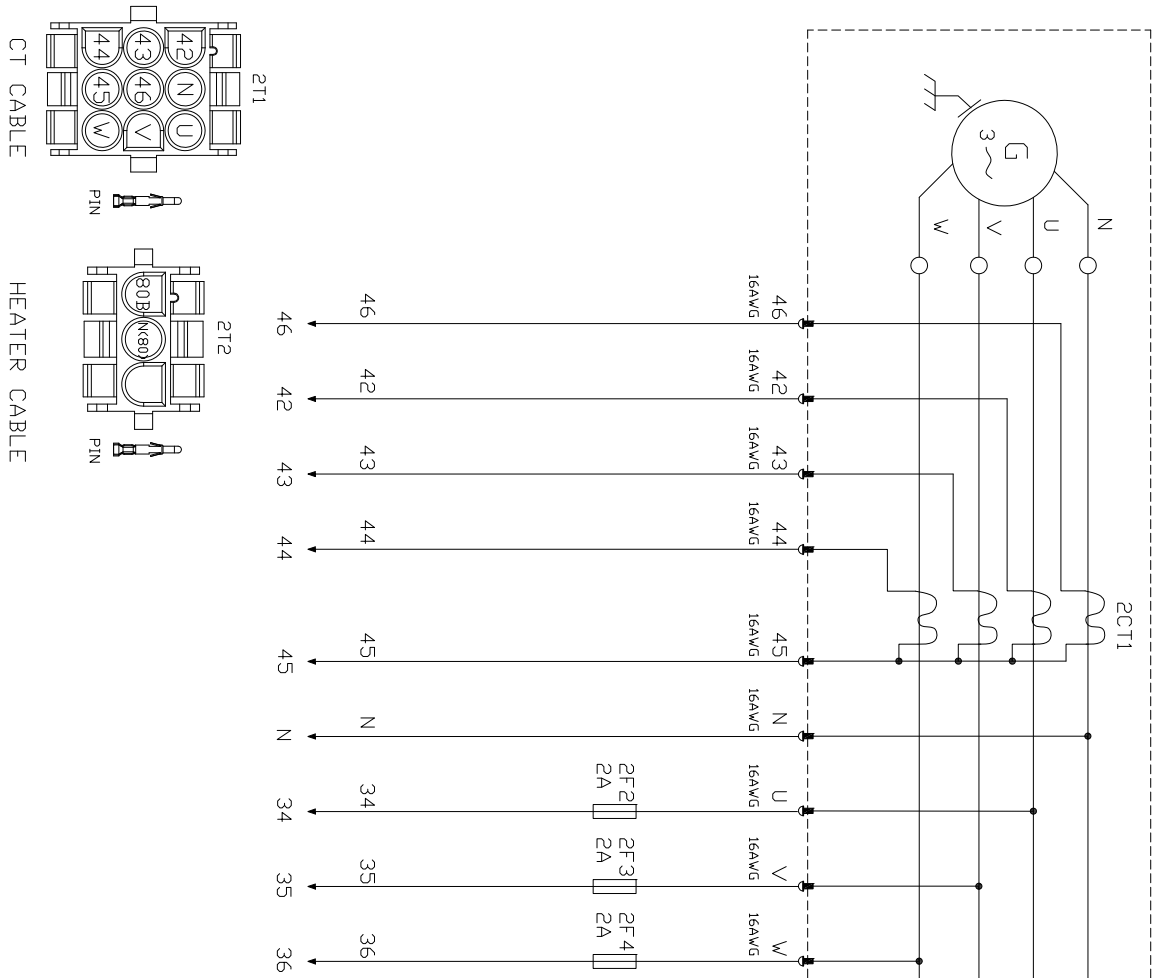 2T1
42
43
44
N
46
45
U
V
W
PIN
CT CABLE
2T2
80B
N(80)
PIN
HEATER CABLE
G
3~
N
U
V
W
2CT1
46
16AWG
46
46
42
16AWG
42
42
43
16AWG
43
43
44
16AWG
44
44
45
16AWG
45
45
N
16AWG
N
N
U
16AWG
2F2
2A
34
34
V
16AWG
2F3
2A
35
35
W
16AWG
2F4
2A
36
36